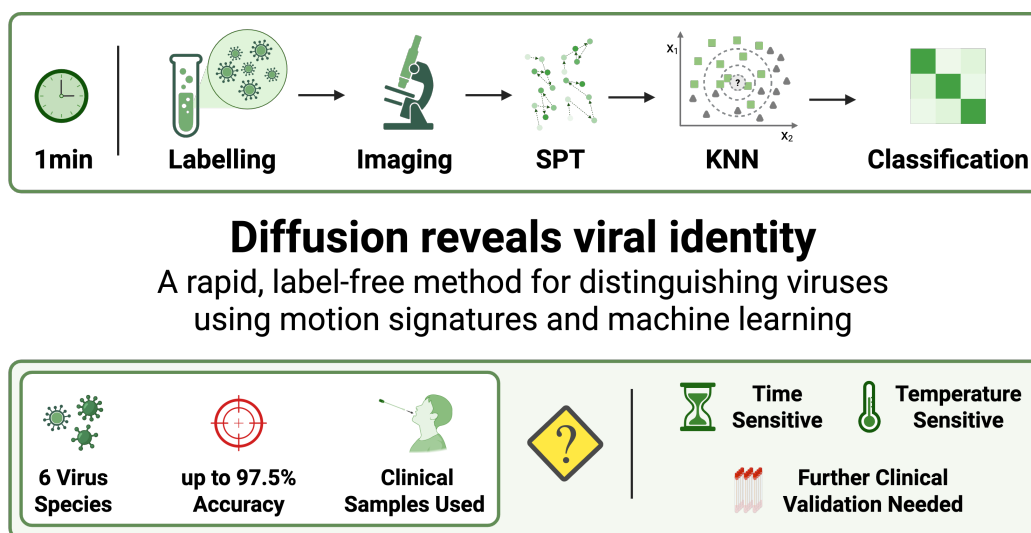 1min
Labelling
Imaging
SPT
X1
?
X2
KNN
Classification
Diffusion reveals viral identity
A rapid, label-free method for distinguishing viruses
using motion signatures and machine learning
6 Virus
Species
up to 97.5%
Accuracy
Clinical
Samples Used
?
Time
Sensitive
Temperature
Sensitive
Further Clinical
Validation Needed